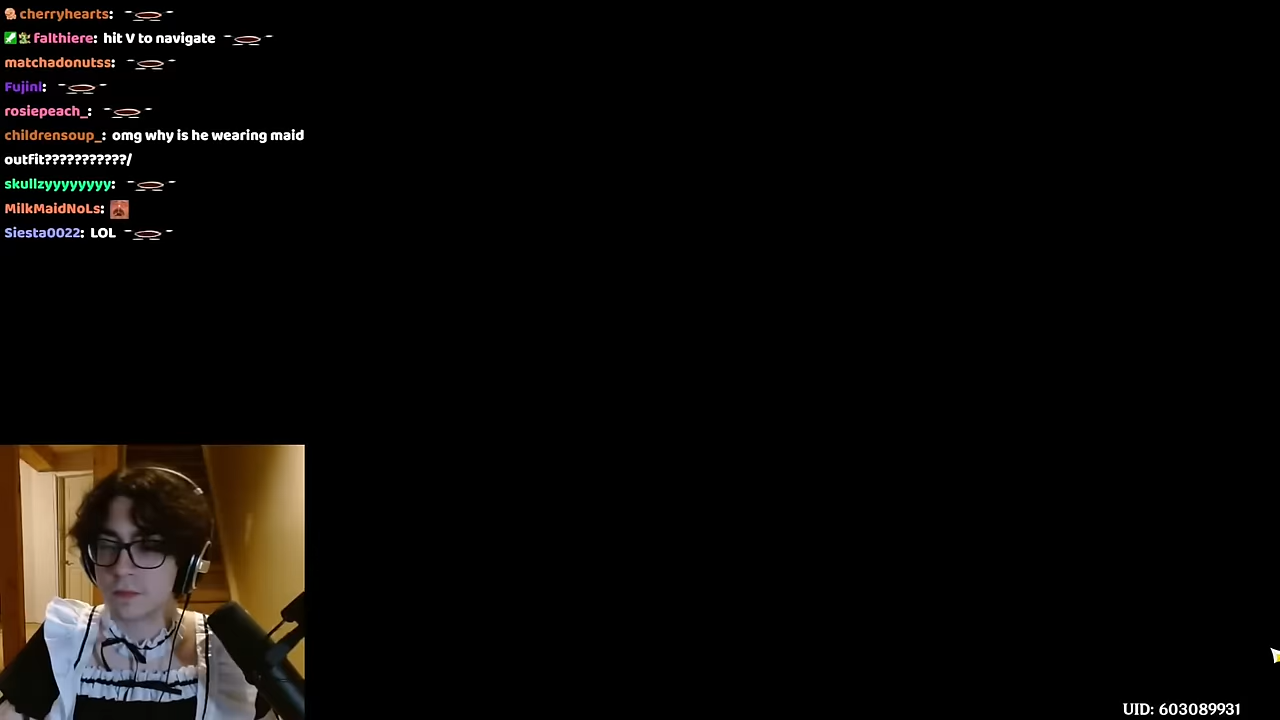 cherryhearts:
falthiere: hit V to navigate
matchadonutss:
Fujinl:
rosiepeach_:
childrensoup_: omg why is he wearing maid
outfit???????????/
skullzyyyyyyyy:
MilkMaidNoLs:
Siesta0022: LOL
UID: 603089931